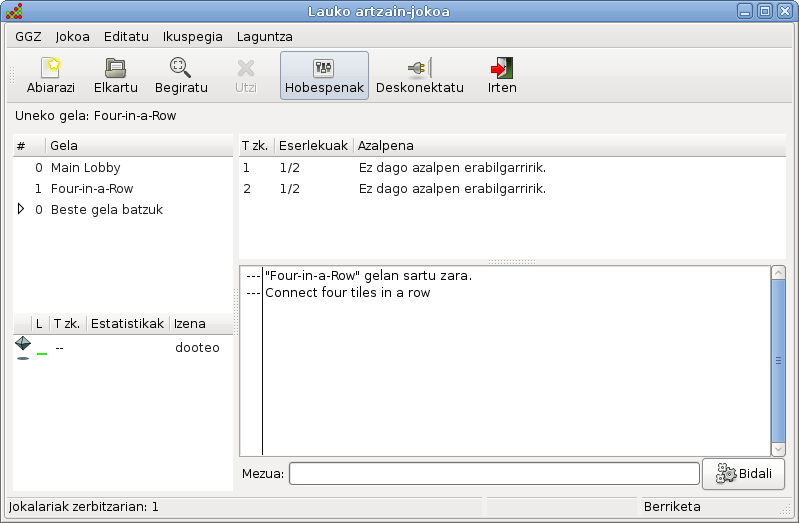 Lauko artzain-jokoa
GGZ Jokoa Editatu Ikuspegia Laguntza
Abiarazi Elkartu Begiratu Utzi Hobespenak Deskonektatu Irten
Uneko gela: Four-in-a-Row
# Gela
0 Main Lobby
1 Four-in-a-Row
0 Beste gela batzuk
T zk. Eserlekuak Azalpena
1 1/2 Ez dago azalpen erabilgarririk.
2 1/2 Ez dago azalpen erabilgarririk.
--- "Four-in-a-Row" gelan sartu zara.
--- Connect four tiles in a row
L T zk. Estatistikak Izena
-- dooteo
Mezua: Bidali
Jokalariak zerbitzarian: 1 Berriketa